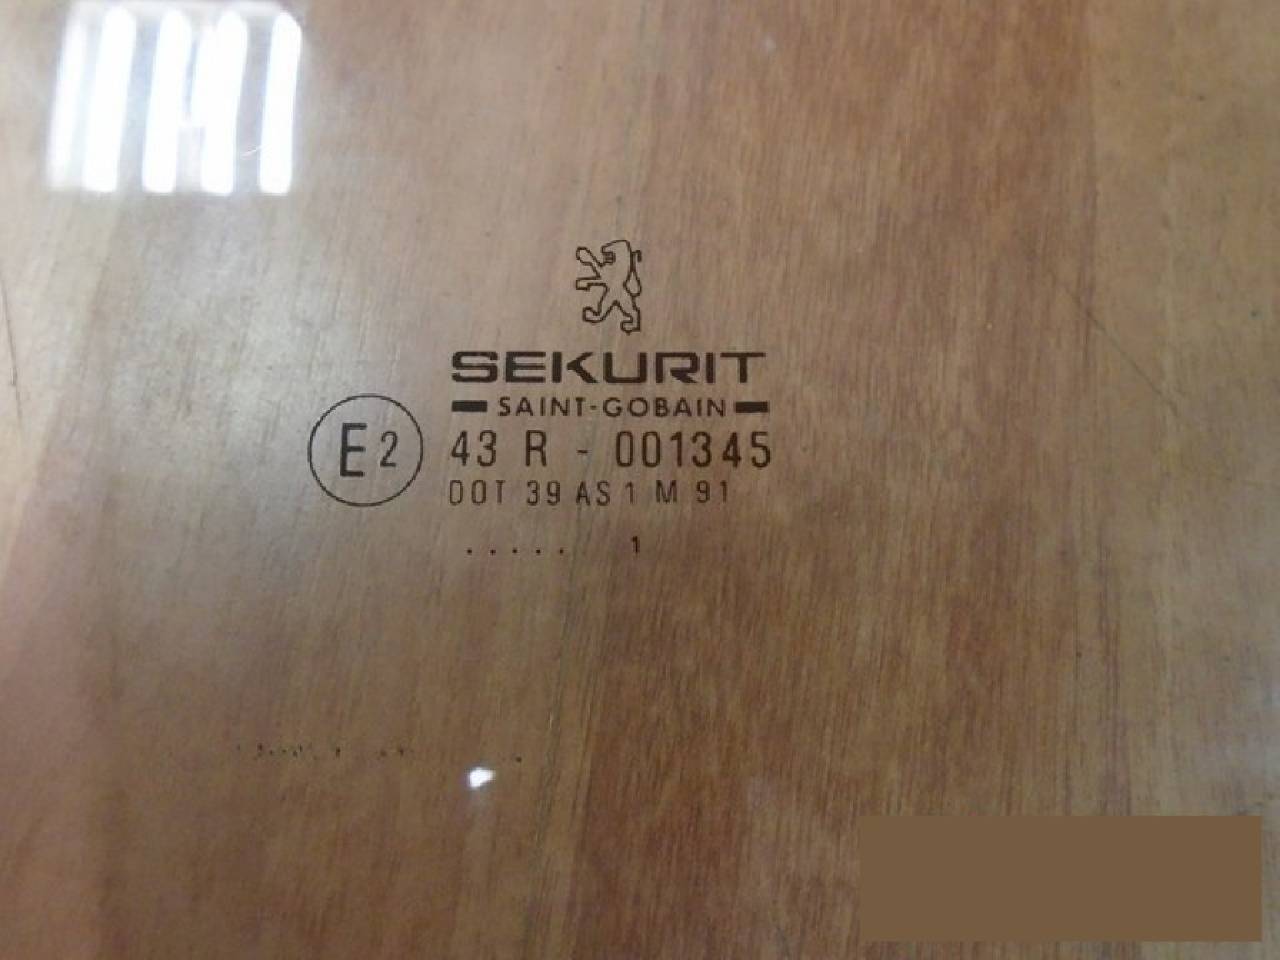 SEKURIT
SAINT-GOBAIN
E2 43 R - 001345
DOT 39 AS 1 M 91
..... 1